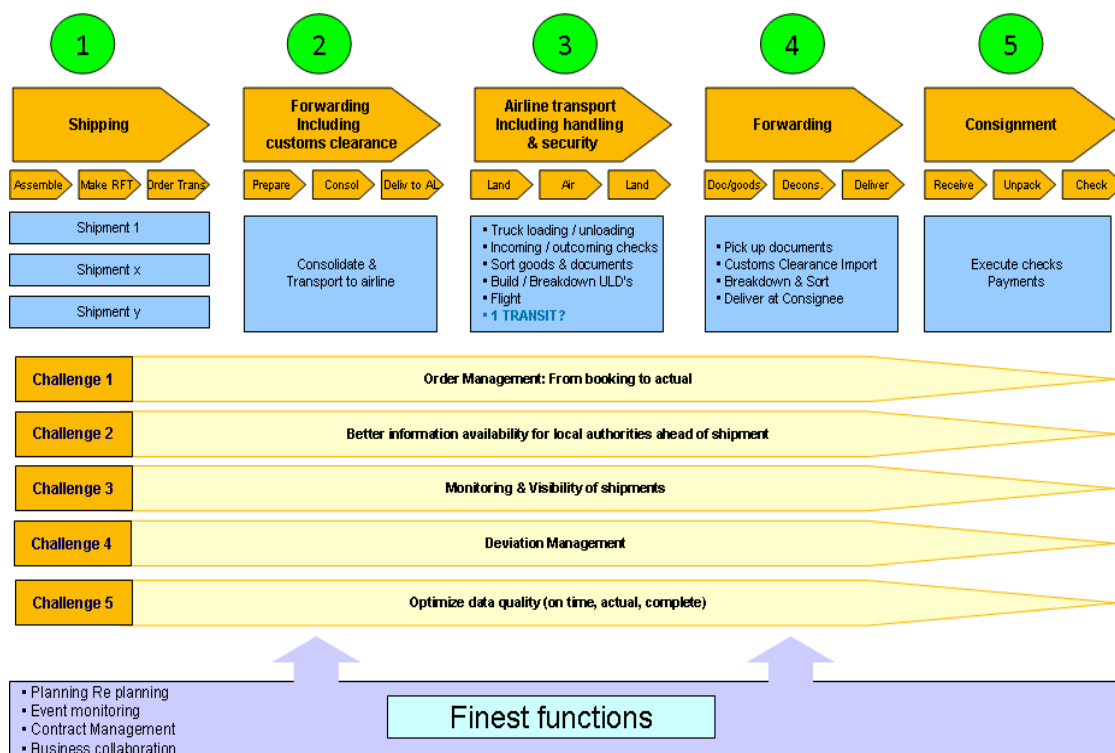 1
2
3
4
5
Shipping
Forwarding
Including
customs clearance
Airline transport
Including handling
& security
Forwarding
Consignment
Assemble
Make RFT
Order Trans
Prepare
Consol
Deliv to AL
Land
Air
Land
Doc/goods
Decons.
Deliver
Receive
Unpack
Check
Shipment 1
Shipment x
Shipment y
Consolidate &
Transport to airline
▪ Truck loading / unloading
▪ Incoming / outcoming checks
▪ Sort goods & documents
▪ Build / Breakdown ULD's
▪ Flight
▪ 1 TRANSIT?
▪ Pick up documents
▪ Customs Clearance Import
▪ Breakdown & Sort
▪ Deliver at Consignee
Execute checks
Payments
Challenge 1
Order Management: From booking to actual
Challenge 2
Better information availability for local authorities ahead of shipment
Challenge 3
Monitoring & Visibility of shipments
Challenge 4
Deviation Management
Challenge 5
Optimize data quality (on time, actual, complete)
▪ Planning Re planning
▪ Event monitoring
▪ Contract Management
▪ Business collaboration
Finest functions